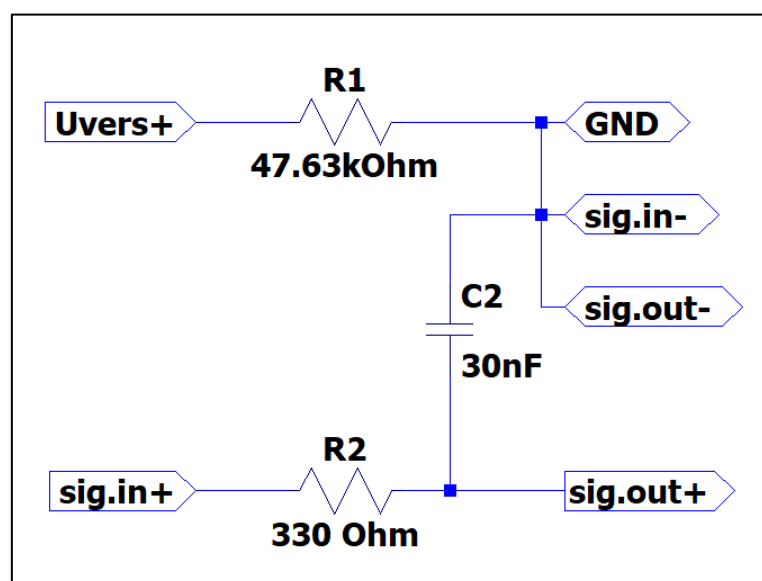 R1
Uvers+
GND
47.63kOhm
sig.in-
C2
sig.out-
30nF
R2
sig.in+
sig.out+
330 Ohm